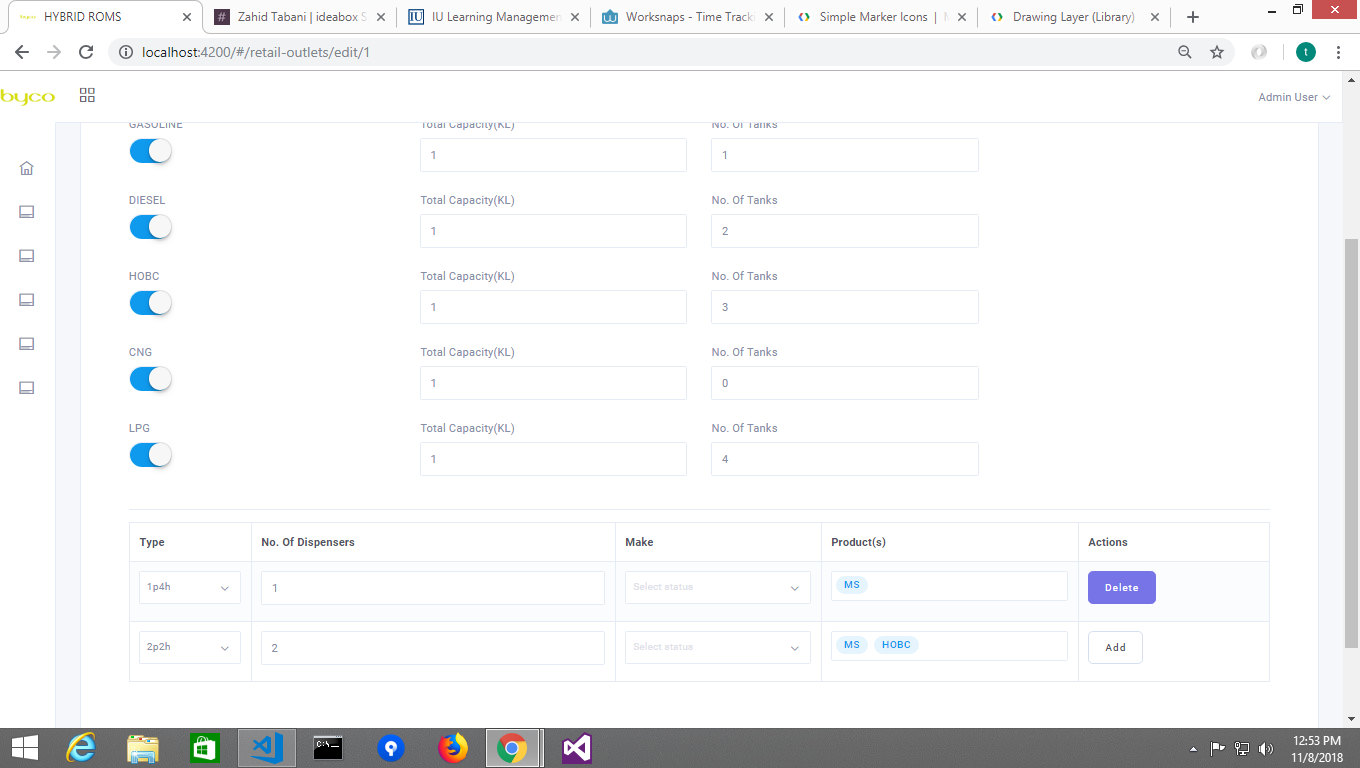 HYBRID ROMS
Zahid Tabani | ideabox S
IU Learning Managemen
Worksnaps - Time Track
Simple Marker Icons |
Drawing Layer (Library)
localhost:4200/#/retail-outlets/edit/1
t
byco
Admin User
GASOLINE Total Capacity(KL) No. Of Tanks
1 1
DIESEL Total Capacity(KL) No. Of Tanks
1 2
HOBC Total Capacity(KL) No. Of Tanks
1 3
CNG Total Capacity(KL) No. Of Tanks
1 0
LPG Total Capacity(KL) No. Of Tanks
1 4
Type No. Of Dispensers Make Product(s) Actions
1p4h 1 Select status MS Delete
2p2h 2 Select status MS HOBC Add
12:53 PM
11/8/2018